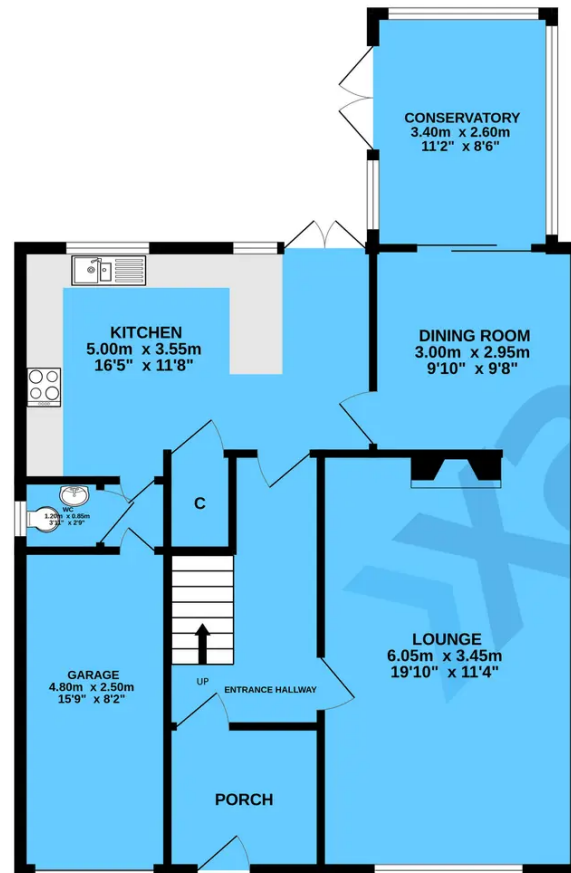 CONSERVATORY
3.40m x 2.60m
11'2" x 8'6"
KITCHEN
5.00m x 3.55m
16'5" x 11'8"
DINING ROOM
3.00m x 2.95m
9'10" x 9'8"
WC
1.20m x 0.85m
3'11" x 2'9"
C
LOUNGE
6.05m x 3.45m
19'10" x 11'4"
GARAGE
4.80m x 2.50m
15'9" x 8'2"
UP
ENTRANCE HALLWAY
PORCH